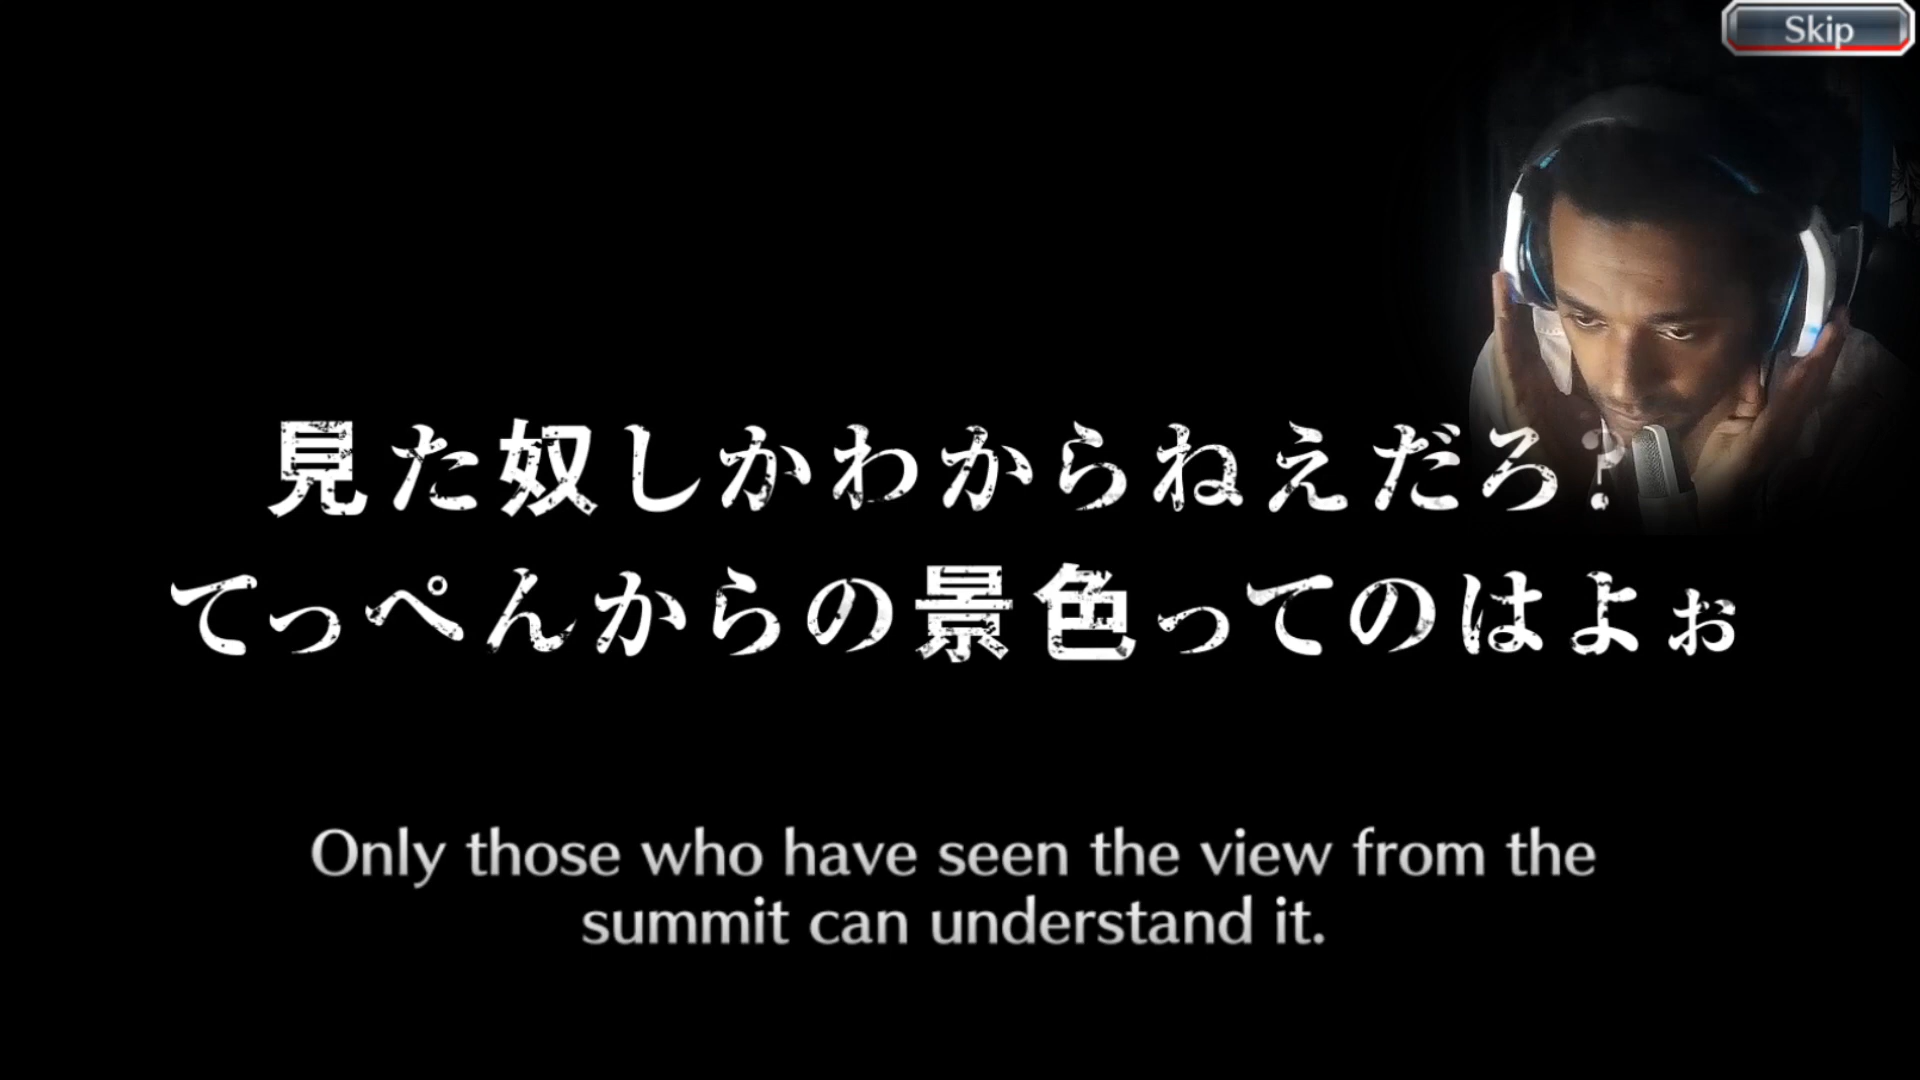 Skip
見た奴しかわからねえだろ?
てっぺんからの景色ってのはよぉ
Only those who have seen the view from the
summit can understand it.